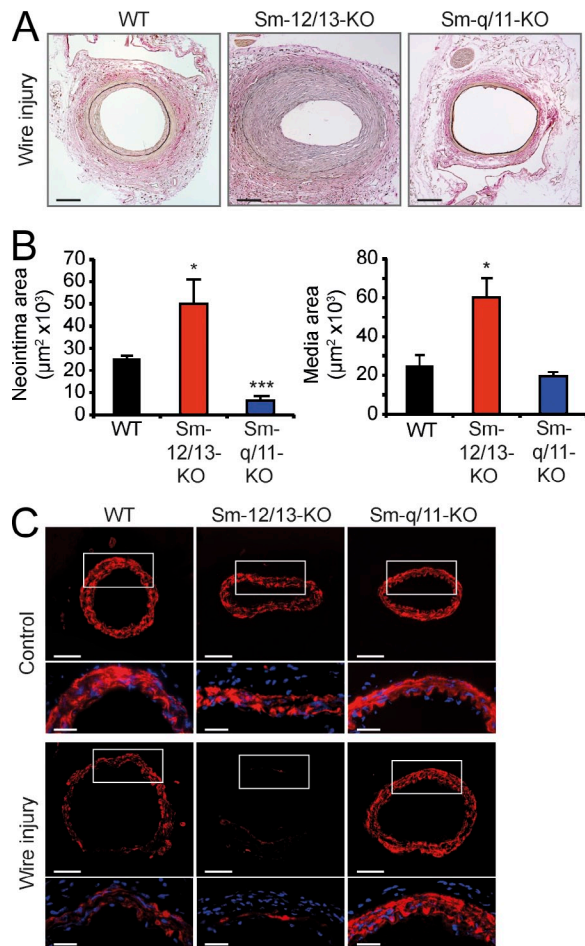 A
WT
Sm-12/13-KO
Sm-q/11-KO
Wire injury
B
Neointima area
(µm² x10³)
70
60
50
40
30
20
10
0
*
***
WT
Sm-
12/13-
KO
Sm-
q/11-
KO
Media area
(µm² x10³)
80
60
40
20
0
*
WT
Sm-
12/13-
KO
Sm-
q/11-
KO
C
WT
Sm-12/13-KO
Sm-q/11-KO
Control
Wire injury